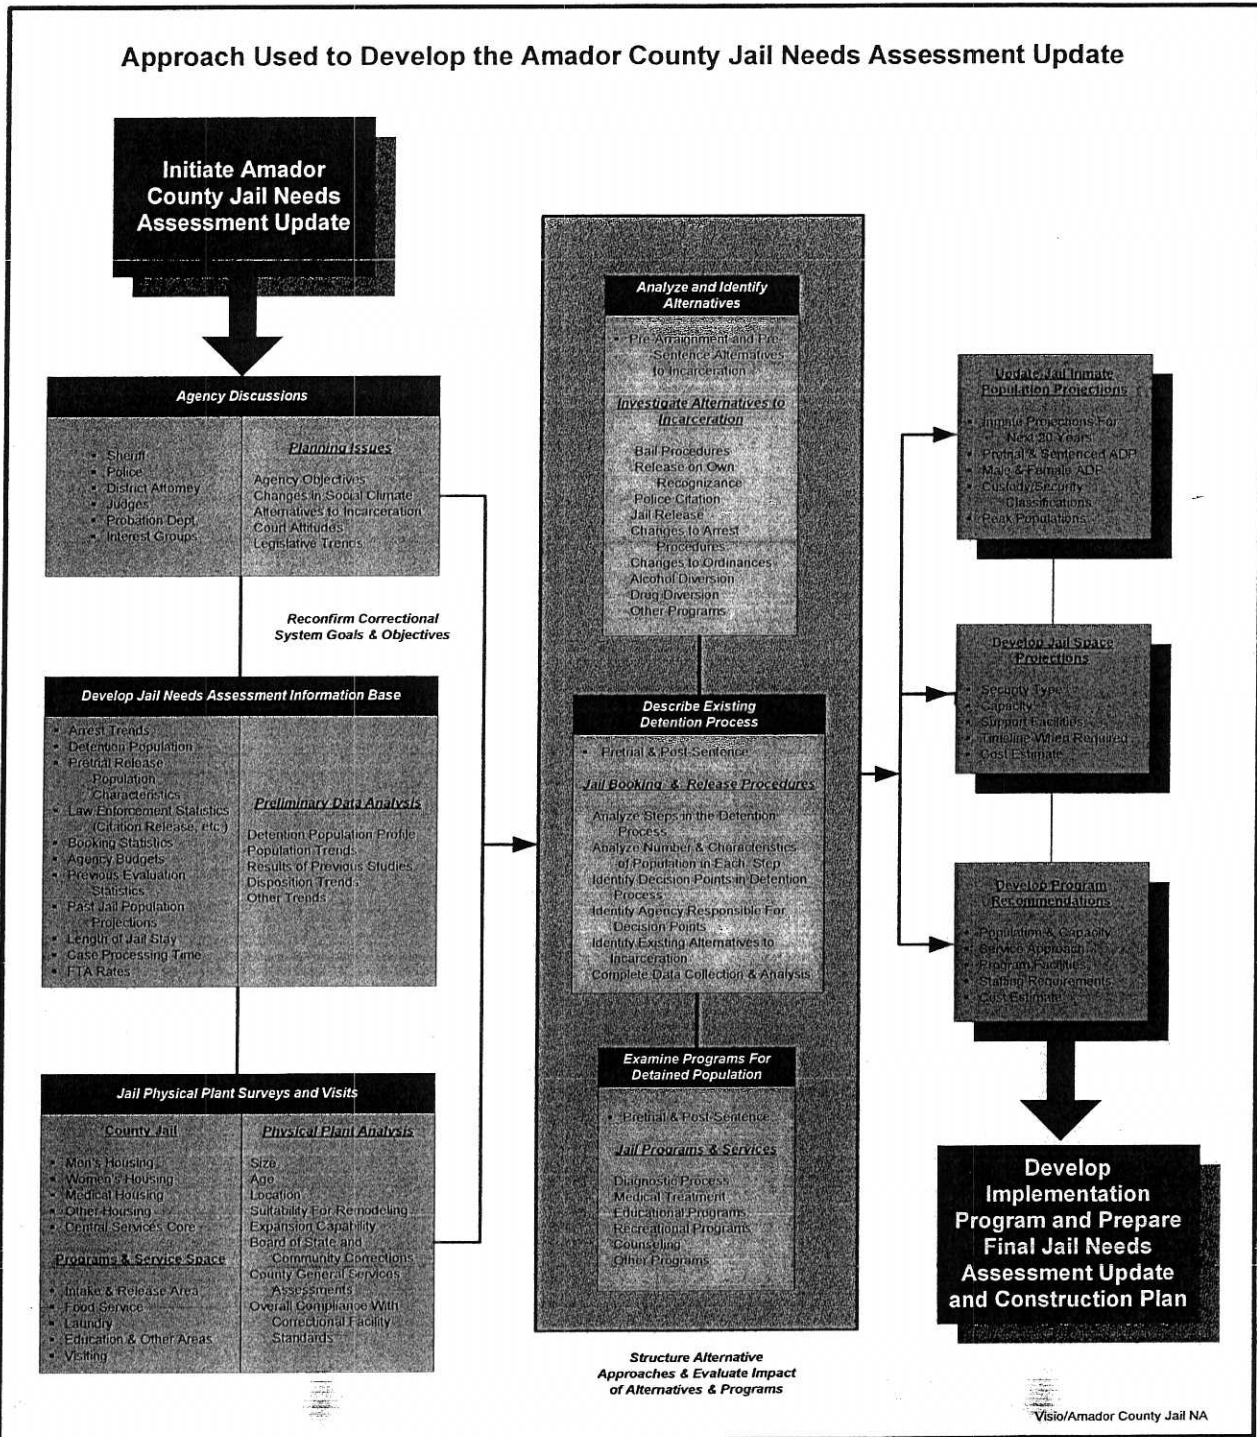 Approach Used to Develop the Amador County Jail Needs Assessment Update
Initiate Amador
County Jail Needs
Assessment Update
Agency Discussions
▪ Sheriff
▪ Police
▪ District Attorney
▪ Judges
▪ Probation Dept.
▪ Interest Groups
Planning Issues
Agency Objectives
Changes in Social Climate
Alternatives to Incarceration
Court Attitudes
Legislative Trends
Reconfirm Correctional
System Goals & Objectives
Develop Jail Needs Assessment Information Base
▪ Arrest Trends
▪ Detention Population
▪ Pretrial Release
Population
Characteristics
▪ Law Enforcement Statistics
(Citation Release, etc.)
▪ Booking Statistics
▪ Agency Budgets
▪ Previous Evaluation
Statistics
▪ Past Jail Population
Projections
▪ Length of Jail Stay
▪ Case Processing Time
▪ FTA Rates
Preliminary Data Analysis
Detention Population Profile
Population Trends
Results of Previous Studies
Disposition Trends
Other Trends
Jail Physical Plant Surveys and Visits
County Jail
▪ Men's Housing
▪ Women's Housing
▪ Medical Housing
▪ Other Housing
▪ Central Services Core
Programs & Service Space
▪ Intake & Release Area
▪ Food Service
▪ Laundry
▪ Education & Other Areas
▪ Visiting
Physical Plant Analysis
Size
Age
Location
Suitability For Remodeling
Expansion Capability
Board of State and
Community Corrections
County General Services
Assessments
Overall Compliance With
Correctional Facility
Standards
Analyze and Identify
Alternatives
▪ Pre Arraignment and Pre-
Sentence Alternatives
to Incarceration
Investigate Alternatives to
Incarceration
Bail Procedures
Release on Own
Recognizance
Police Citation
Jail Release
Changes to Arrest
Procedures
Changes to Ordinances
Alcohol Diversion
Drug Diversion
Other Programs
Describe Existing
Detention Process
▪ Pretrial & Post-Sentence
Jail Booking & Release Procedures
Analyze Steps in the Detention
Process
Analyze Number & Characteristics
of Population in Each Step
Identify Decision Points in Detention
Process
Identify Agency Responsible For
Decision Points
Identify Existing Alternatives to
Incarceration
Complete Data Collection & Analysis
Examine Programs For
Detained Population
▪ Pretrial & Post-Sentence
Jail Programs & Services
Diagnostic Process
Medical Treatment
Educational Programs
Recreational Programs
Counseling
Other Programs
Structure Alternative
Approaches & Evaluate Impact
of Alternatives & Programs
Update Jail Inmate
Population Projections
▪ Inmate Projections For
Next 20 Years
▪ Pretrial & Sentenced ADP
▪ Male & Female ADP
▪ Custody/Security
Classifications
▪ Peak Populations
Develop Jail Space
Projections
▪ Security Type
▪ Capacity
▪ Support Facilities
▪ Timeline When Required
▪ Cost Estimate
Develop Program
Recommendations
▪ Population & Capacity
▪ Service Approach
▪ Program Facilities
▪ Staffing Requirements
▪ Cost Estimate
Develop
Implementation
Program and Prepare
Final Jail Needs
Assessment Update
and Construction Plan
Visio/Amador County Jail NA